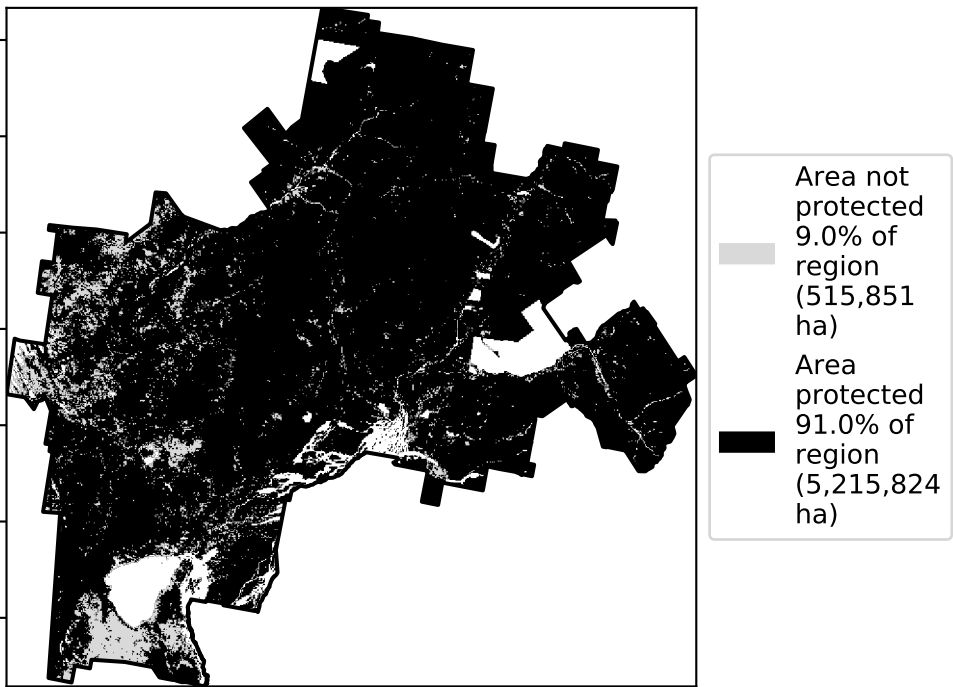 Area not
protected
9.0% of
region
(515,851
ha)
Area
protected
91.0% of
region
(5,215,824
ha)